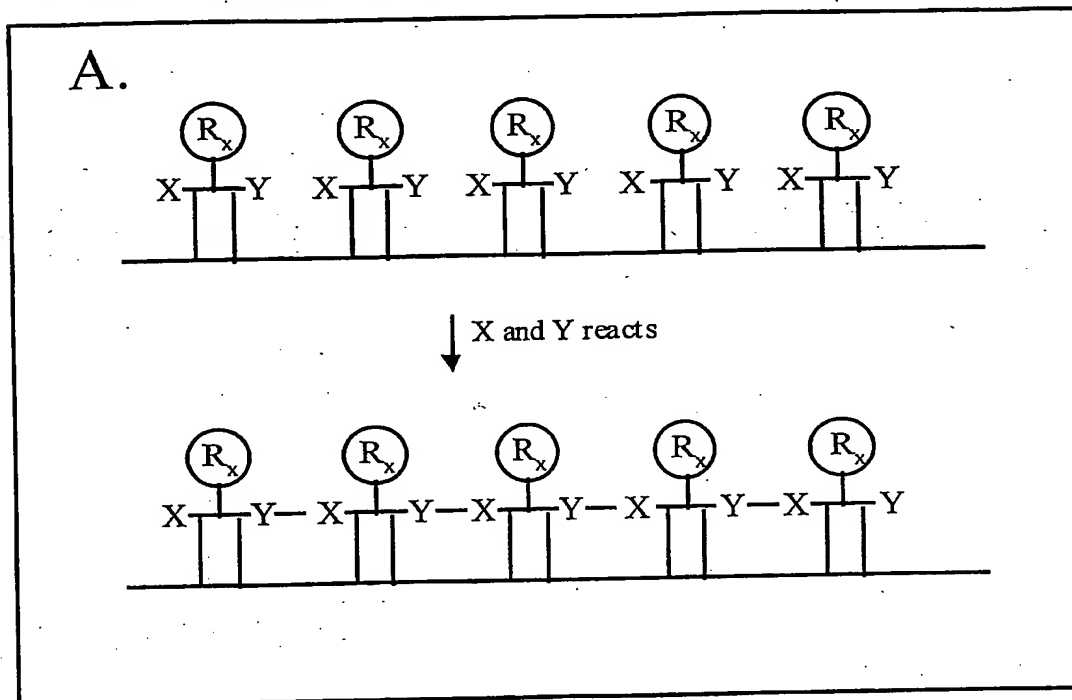 A.
Rx Rx Rx Rx Rx
X Y X Y X Y X Y X Y
X and Y reacts
Rx Rx Rx Rx Rx
X Y— X Y—X Y— X Y—X Y